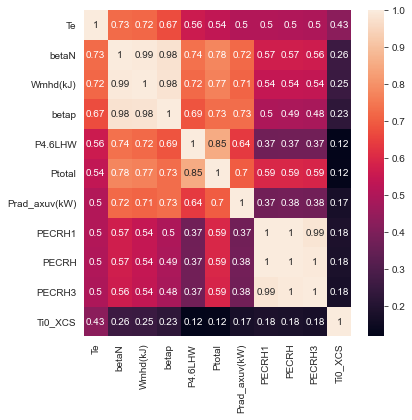 Te 1 0.73 0.72 0.67 0.56 0.54 0.5 0.5 0.5 0.5 0.43
betaN 0.73 1 0.99 0.98 0.74 0.78 0.72 0.57 0.57 0.56 0.26
Wmhd(kJ) 0.72 0.99 1 0.98 0.72 0.77 0.71 0.54 0.54 0.54 0.25
betap 0.67 0.98 0.98 1 0.69 0.73 0.73 0.5 0.49 0.48 0.23
P4.6LHW 0.56 0.74 0.72 0.69 1 0.85 0.64 0.37 0.37 0.37 0.12
Ptotal 0.54 0.78 0.77 0.73 0.85 1 0.7 0.59 0.59 0.59 0.12
Prad_axuv(kW) 0.5 0.72 0.71 0.73 0.64 0.7 1 0.37 0.38 0.38 0.17
PECRH1 0.5 0.57 0.54 0.5 0.37 0.59 0.37 1 1 0.99 0.18
PECRH 0.5 0.57 0.54 0.49 0.37 0.59 0.38 1 1 1 0.18
PECRH3 0.5 0.56 0.54 0.48 0.37 0.59 0.38 0.99 1 1 0.18
Ti0_XCS 0.43 0.26 0.25 0.23 0.12 0.12 0.17 0.18 0.18 0.18 1
Te betaN Wmhd(kJ) betap P4.6LHW Ptotal Prad_axuv(kW) PECRH1 PECRH PECRH3 Ti0_XCS
1.0
0.9
0.8
0.7
0.6
0.5
0.4
0.3
0.2